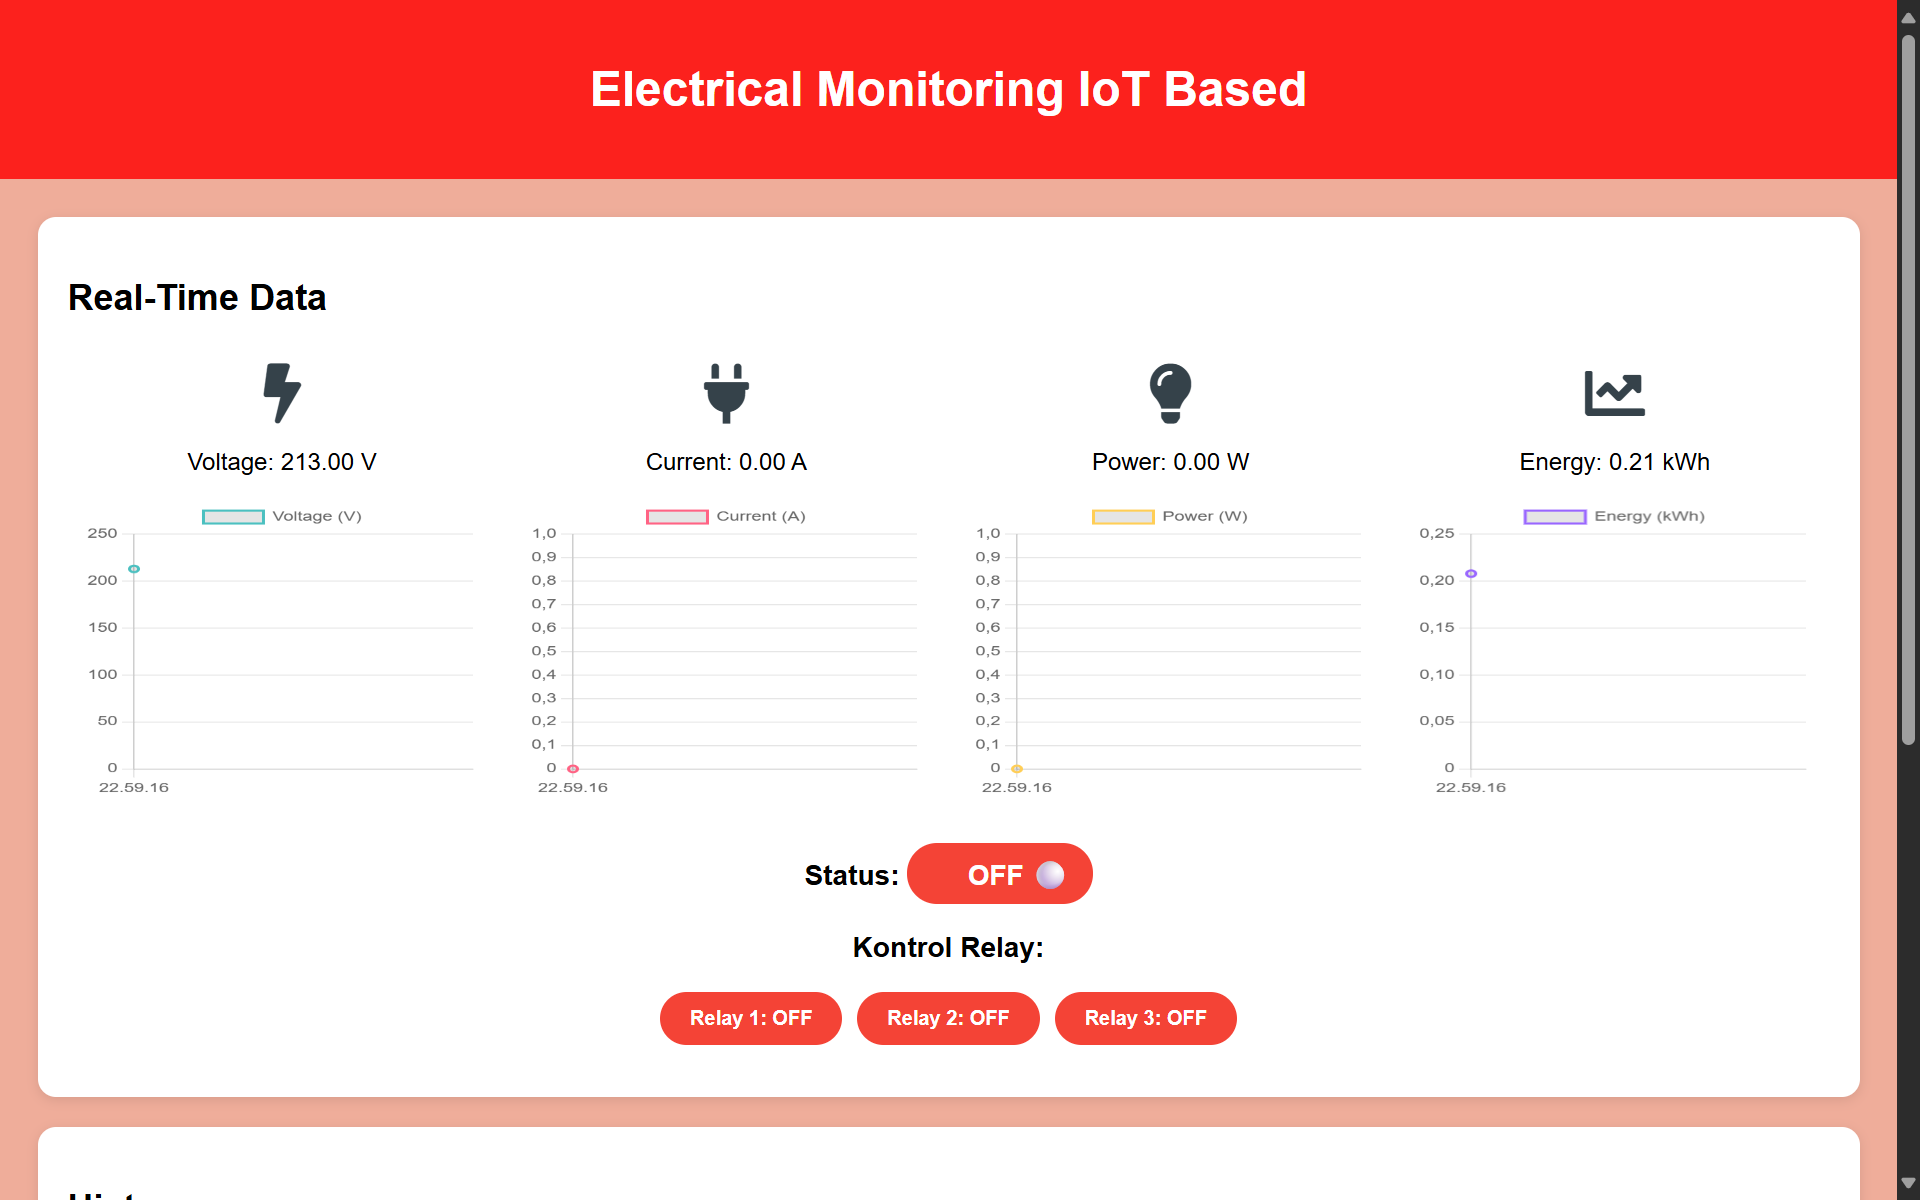 Electrical Monitoring IoT Based
Real-Time Data
Voltage: 213.00 V
Current: 0.00 A
Power: 0.00 W
Energy: 0.21 kWh
Voltage (V)
250
200
150
100
50
0
22.59.16
Current (A)
1,0
0,9
0,8
0,7
0,6
0,5
0,4
0,3
0,2
0,1
0
22.59.16
Power (W)
1,0
0,9
0,8
0,7
0,6
0,5
0,4
0,3
0,2
0,1
0
22.59.16
Energy (kWh)
0,25
0,20
0,15
0,10
0,05
0
22.59.16
Status: OFF
Kontrol Relay:
Relay 1: OFF
Relay 2: OFF
Relay 3: OFF